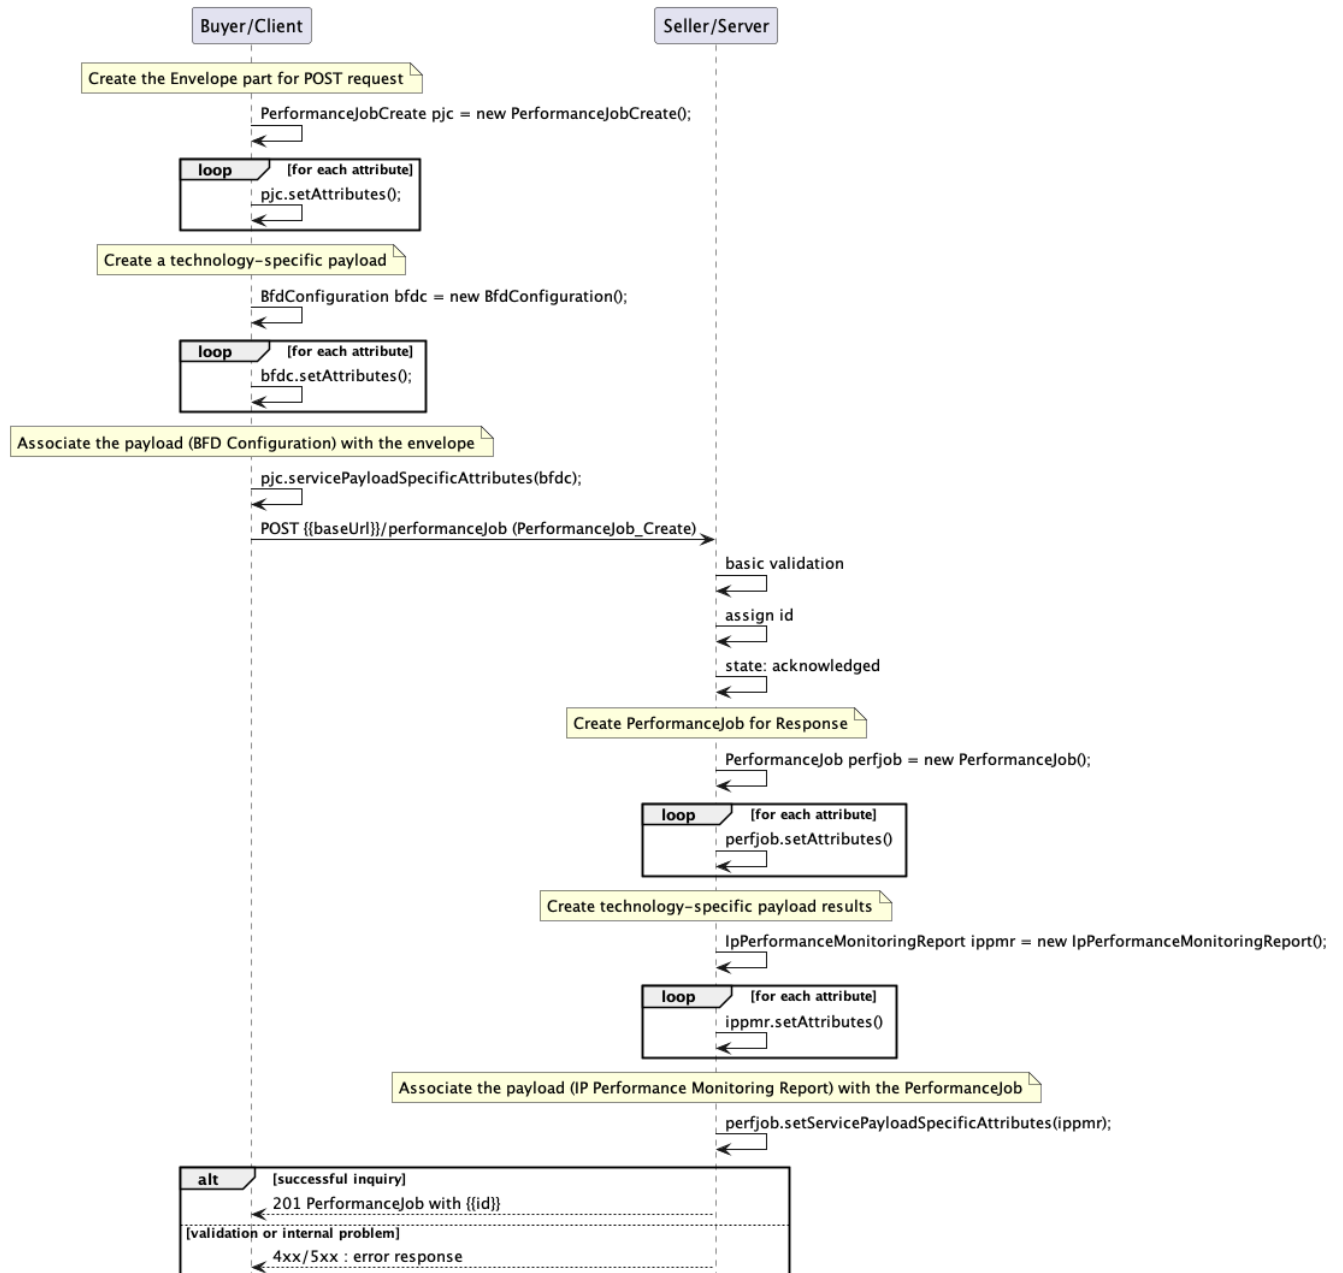 Buyer/Client
Seller/Server
Create the Envelope part for POST request
PerformanceJobCreate pjc = new PerformanceJobCreate();
loop
[for each attribute]
pjc.setAttributes();
Create a technology-specific payload
BfdConfiguration bfdc = new BfdConfiguration();
loop
[for each attribute]
bfdc.setAttributes();
Associate the payload (BFD Configuration) with the envelope
pjc.servicePayloadSpecificAttributes(bfdc);
POST {{baseUrl}}/performanceJob (PerformanceJob_Create)
basic validation
assign id
state: acknowledged
Create PerformanceJob for Response
PerformanceJob perfjob = new PerformanceJob();
loop
[for each attribute]
perfjob.setAttributes()
Create technology-specific payload results
IpPerformanceMonitoringReport ippmr = new IpPerformanceMonitoringReport();
loop
[for each attribute]
ippmr.setAttributes()
Associate the payload (IP Performance Monitoring Report) with the PerformanceJob
perfjob.setServicePayloadSpecificAttributes(ippmr);
alt
[successful inquiry]
201 PerformanceJob with {{id}}
[validation or internal problem]
4xx/5xx : error response